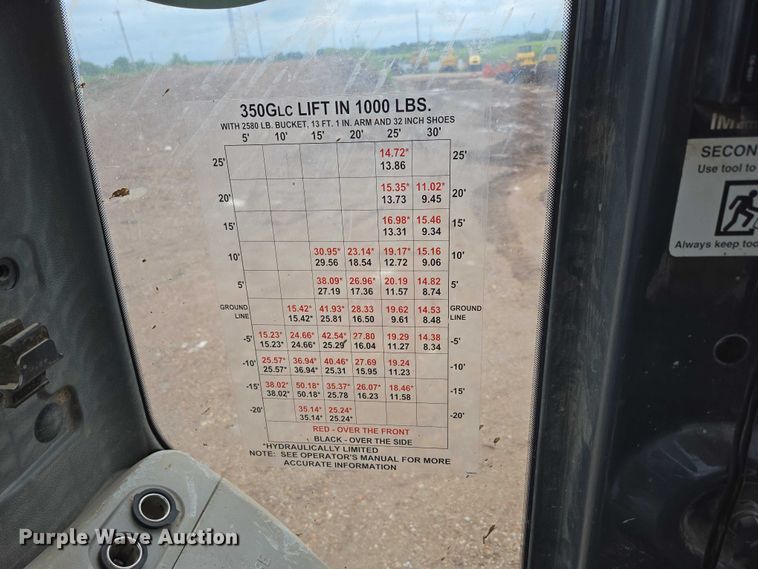 350GLC LIFT IN 1000 LBS.
WITH 2580 LB. BUCKET, 13 FT. 1 IN. ARM AND 32 INCH SHOES
5' 10' 15' 20' 25' 30'
25' 14.72* 25'
13.86
20' 15.35* 11.02* 20'
13.73 9.45
15' 16.98* 15.46 15'
13.31 9.34
10' 30.95* 23.14* 19.17* 15.16 10'
29.56 18.54 12.72 9.06
5' 38.09* 26.96* 20.19 14.82 5'
27.19 17.36 11.57 8.74
GROUND LINE 15.42* 41.93* 28.33 19.62 14.53 GROUND LINE
15.42* 25.81 16.50 9.61 8.48
-5' 15.23* 24.66* 42.54* 27.80 19.29 14.38 -5'
15.23* 24.66* 25.29 16.04 11.27 8.34
-10' 25.57* 36.94* 40.46* 27.69 19.24 -10'
25.57* 36.94* 25.31 15.95 11.23
-15' 38.02* 50.18* 35.37* 26.07* 18.46* -15'
38.02* 50.18* 25.78 16.23 11.58
-20' 35.14* 25.24* -20'
35.14* 25.24*
RED - OVER THE FRONT
BLACK - OVER THE SIDE
*HYDRAULICALLY LIMITED
NOTE: SEE OPERATOR'S MANUAL FOR MORE
ACCURATE INFORMATION
SECON
Use tool to
Always keep too
Purple Wave Auction